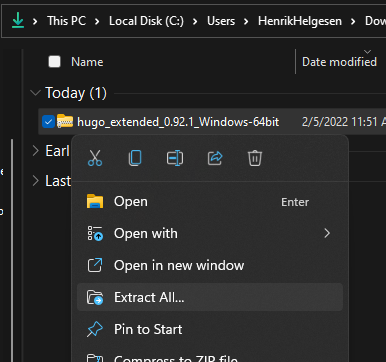 This PC > Local Disk (C:) > Users > HenrikHelgesen >
Name Date modified
Today (1)
hugo_extended_0.92.1_Windows-64bit 2/5/2022 11:51
Earl
Last
Open Enter
Open with >
Open in new window
Extract All...
Pin to Start
Compress to ZIP file